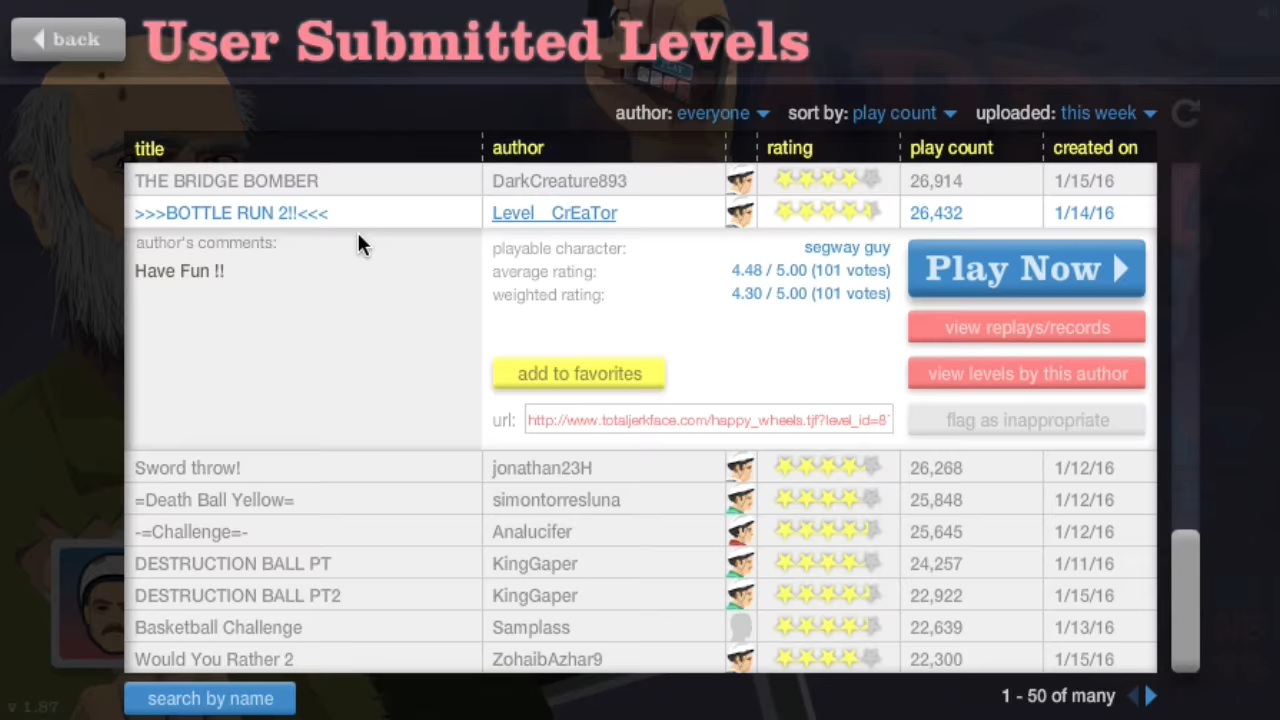 back
User Submitted Levels
author: everyone sort by: play count uploaded: this week
title author rating play count created on
THE BRIDGE BOMBER DarkCreature893 26,914 1/15/16
>>>BOTTLE RUN 2!!<<< Level__CrEaTor 26,432 1/14/16
author's comments:
Have Fun !!
playable character: segway guy
average rating: 4.48 / 5.00 (101 votes)
weighted rating: 4.30 / 5.00 (101 votes)
Play Now
view replays/records
add to favorites
view levels by this author
url: http://www.totaljerkface.com/happy_wheels.tjf?level_id=8
flag as inappropriate
Sword throw! jonathan23H 26,268 1/12/16
=Death Ball Yellow= simontorresluna 25,848 1/12/16
-=Challenge=- Analucifer 25,645 1/12/16
DESTRUCTION BALL PT KingGaper 24,257 1/11/16
DESTRUCTION BALL PT2 KingGaper 22,922 1/15/16
Basketball Challenge Samplass 22,639 1/13/16
Would You Rather 2 ZohaibAzhar9 22,300 1/15/16
search by name
1 - 50 of many
v 1.87